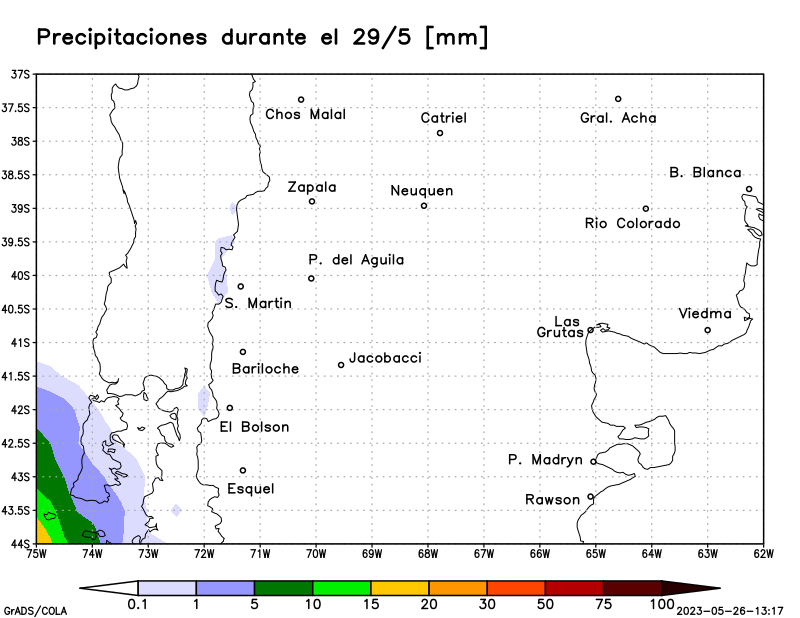 Precipitaciones durante el 29/5 [mm]
37S
37.5S
Chos Malal
Catriel
Gral. Acha
38S
38.5S
B. Blanca
Zapala
Neuquen
39S
Rio Colorado
39.5S
P. del Aguila
40S
S. Martin
40.5S
Viedma
Las
Grutas
41S
Bariloche
Jacobacci
41.5S
42S
El Bolson
42.5S
P. Madryn
43S
Esquel
Rawson
43.5S
44S
75W 74W 73W 72W 71W 70W 69W 68W 67W 66W 65W 64W 63W 62W
0.1 1 5 10 15 20 30 50 75 100
GrADS/COLA
2023-05-26-13:17